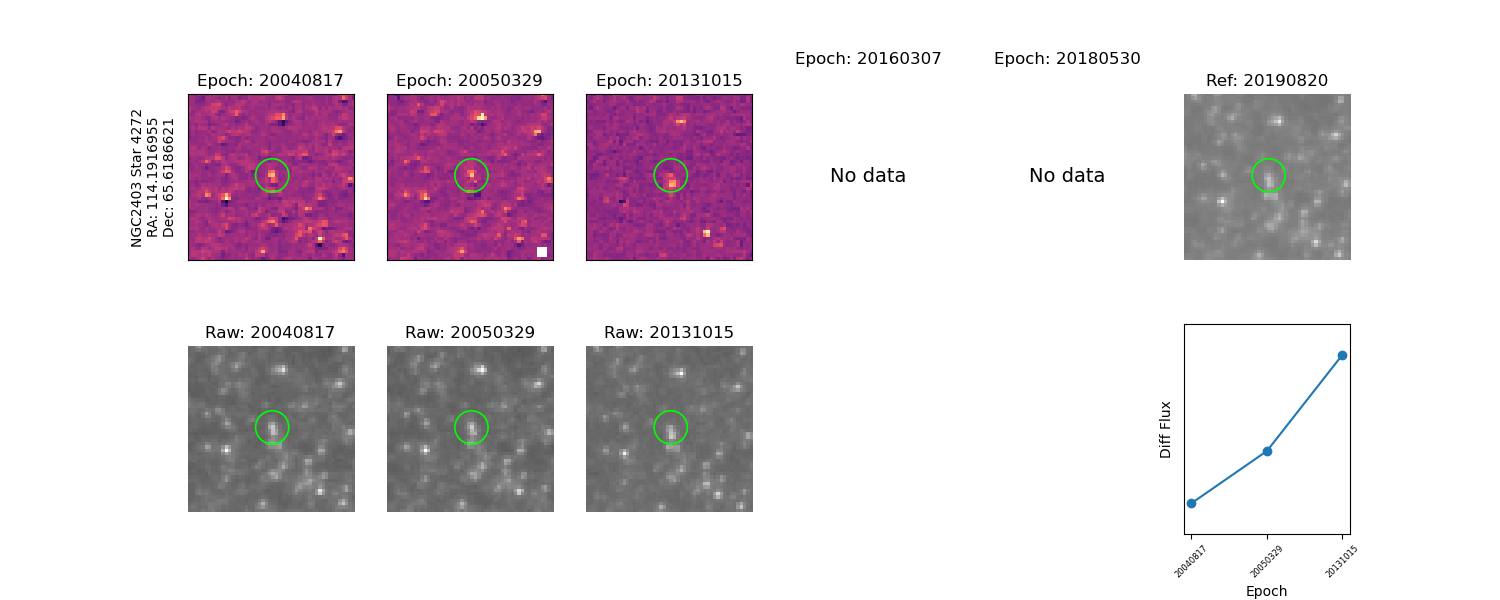 Epoch: 20040817
Epoch: 20050329
Epoch: 20131015
Epoch: 20160307
Epoch: 20180530
Ref: 20190820
NGC2403 Star 4272
RA: 114.1916955
Dec: 65.6186621
No data
No data
Raw: 20040817
Raw: 20050329
Raw: 20131015
Diff Flux
20040817
20050329
20131015
Epoch